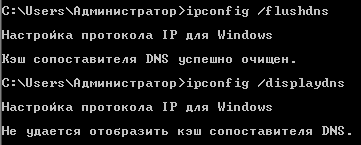 C:\Users\Администратор>ipconfig /flushdns
Настройка протокола IP для Windows
Кэш сопоставителя DNS успешно очищен.
C:\Users\Администратор>ipconfig /displaydns
Настройка протокола IP для Windows
Не удается отобразить кэш сопоставителя DNS.